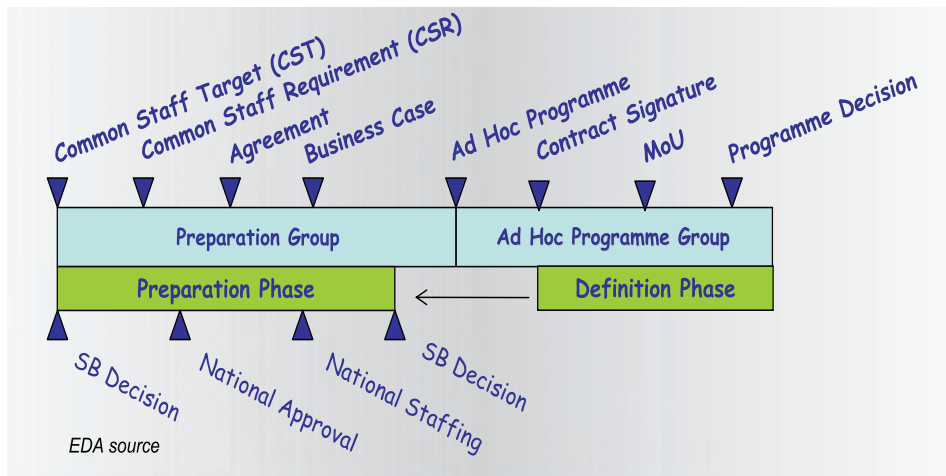 Common Staff Target (CST)
Common Staff Requirement (CSR)
Agreement
Business Case
Ad Hoc Programme
Contract Signature
MoU
Programme Decision
Preparation Group
Ad Hoc Programme Group
Preparation Phase
Definition Phase
SB Decision
National Approval
National Staffing
SB Decision
EDA source